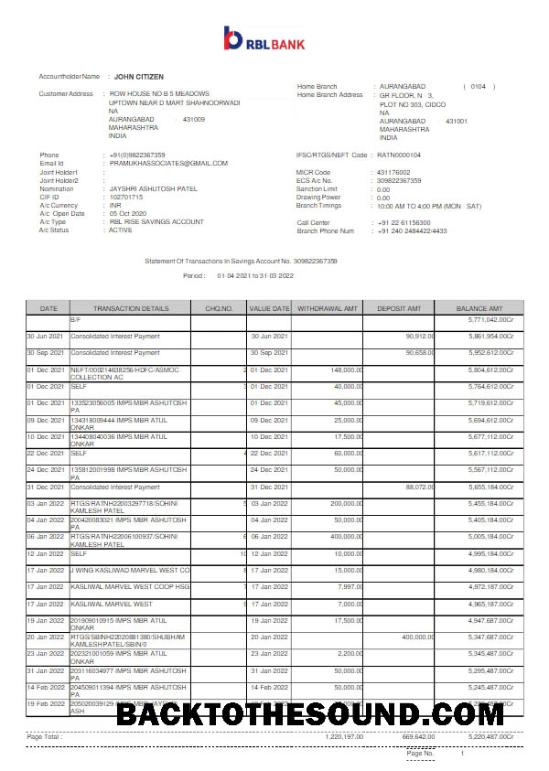 RBL BANK
Accountholder Name : JOHN CITIZEN
Customer Address : ROW HOUSE NO B 5 MEADOWS
UPTOWN NEAR D MART SHAHNOORWADI
NA
AURANGABAD 431009
MAHARASHTRA
INDIA
Home Branch : AURANGABAD ( 0104 )
Home Branch Address : GR FLOOR, N 3,
PLOT NO 303, CIDCO
NA
AURANGABAD 431001
MAHARASHTRA
INDIA
Phone : +91(0)9822367359
Email Id : PRAMUKHASSOCIATES@GMAIL.COM
Joint Holder1 :
Joint Holder2 :
Nomination : JAYSHRI ASHUTOSH PATEL
CIF ID : 102701715
A/c Currency : INR
A/c Open Date : 05 Oct 2020
A/c Type : RBL RISE SAVINGS ACCOUNT
A/c Status : ACTIVE
IFSC/RTGS/NEFT Code : RATN0000104
MICR Code : 431176002
ECS A/c No. : 309822367359
Sanction Limit : 0.00
Drawing Power : 0.00
Branch Timings : 10:00 AM TO 4:00 PM (MON - SAT)
Call Center : +91 22 61156300
Branch Phone Num : +91 240 2484422/4433
Statement Of Transactions In Savings Account No. 309822367359
Period : 01-04-2021 to 31-03-2022
DATE TRANSACTION DETAILS CHQ.NO. VALUE DATE WITHDRAWAL AMT DEPOSIT AMT BALANCE AMT
B/F 5,771,042.00Cr
30 Jun 2021 Consolidated Interest Payment 30 Jun 2021 90,912.00 5,861,954.00Cr
30 Sep 2021 Consolidated Interest Payment 30 Sep 2021 90,658.00 5,952,612.00Cr
01 Dec 2021 NEFT/000214638256/HDFC/ASMOC 2 01 Dec 2021 148,000.00 5,804,612.00Cr
COLLECTION AC
01 Dec 2021 SELF 3 01 Dec 2021 40,000.00 5,764,612.00Cr
01 Dec 2021 133523056005 IMPS MBR ASHUTOSH 01 Dec 2021 45,000.00 5,719,612.00Cr
PA
09 Dec 2021 134318009444 IMPS MBR ATUL 09 Dec 2021 25,000.00 5,694,612.00Cr
ONKAR
10 Dec 2021 134408040036 IMPS MBR ATUL 10 Dec 2021 17,500.00 5,677,112.00Cr
ONKAR
22 Dec 2021 SELF 4 22 Dec 2021 60,000.00 5,617,112.00Cr
24 Dec 2021 135812001998 IMPS MBR ASHUTOSH 24 Dec 2021 50,000.00 5,567,112.00Cr
PA
31 Dec 2021 Consolidated Interest Payment 31 Dec 2021 88,072.00 5,655,184.00Cr
03 Jan 2022 RTGS/RATNH22003297718/SOHINI 5 03 Jan 2022 200,000.00 5,455,184.00Cr
KAMLESH PATEL
04 Jan 2022 200420083021 IMPS MBR ASHUTOSH 04 Jan 2022 50,000.00 5,405,184.00Cr
PA
06 Jan 2022 RTGS/RATNH22006100937/SOHINI 6 06 Jan 2022 400,000.00 5,005,184.00Cr
KAMLESH PATEL
12 Jan 2022 SELF 10 12 Jan 2022 10,000.00 4,995,184.00Cr
17 Jan 2022 J WING KASLIWAD MARVEL WEST CO 8 17 Jan 2022 15,000.00 4,980,184.00Cr
17 Jan 2022 KASLIWAL MARVEL WEST COOP HSG 7 17 Jan 2022 7,997.00 4,972,187.00Cr
17 Jan 2022 KASLIWAL MARVEL WEST 9 17 Jan 2022 7,000.00 4,965,187.00Cr
19 Jan 2022 201909010915 IMPS MBR ATUL 19 Jan 2022 17,500.00 4,947,687.00Cr
ONKAR
20 Jan 2022 RTGS/SBINH22020881380/SHUBHAM 20 Jan 2022 400,000.00 5,347,687.00Cr
KAMLESHPATEL/SBIN/0
23 Jan 2022 202321001059 IMPS MBR ATUL 23 Jan 2022 2,200.00 5,345,487.00Cr
ONKAR
31 Jan 2022 203116034977 IMPS MBR ASHUTOSH 31 Jan 2022 50,000.00 5,295,487.00Cr
PA
14 Feb 2022 204509011394 IMPS MBR ASHUTOSH 14 Feb 2022 50,000.00 5,245,487.00Cr
PA
19 Feb 2022 205020039129 IMPS MBR
ASH
BACKTOTHESOUND.COM
Page Total : 1,220,197.00 669,642.00 5,220,487.00Cr
Page No. 1